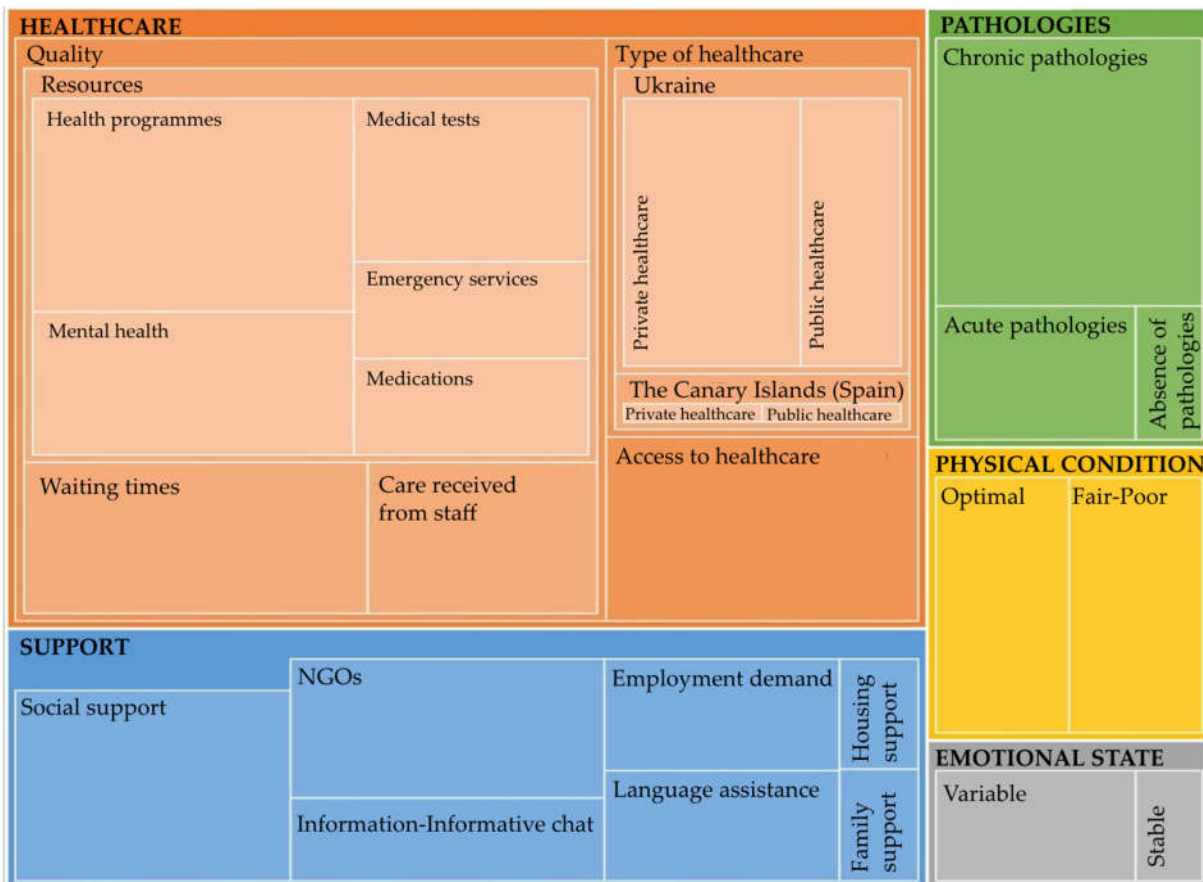 HEALTHCARE
Quality
Resources
Health programmes
Medical tests
Emergency services
Mental health
Medications
Waiting times
Care received
from staff
Type of healthcare
Ukraine
Private healthcare
Public healthcare
The Canary Islands (Spain)
Private healthcare
Public healthcare
Access to healthcare
PATHOLOGIES
Chronic pathologies
Acute pathologies
Absence of
pathologies
PHYSICAL CONDITION
Optimal
Fair-Poor
SUPPORT
Social support
NGOs
Information-Informative chat
Employment demand
Language assistance
Housing
support
Family
support
EMOTIONAL STATE
Variable
Stable